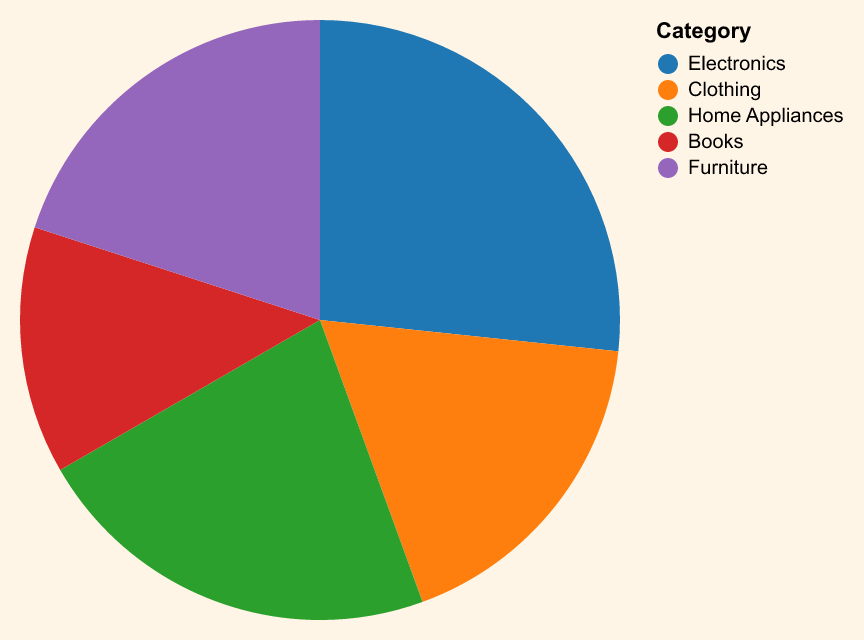 Category
Electronics
Clothing
Home Appliances
Books
Furniture